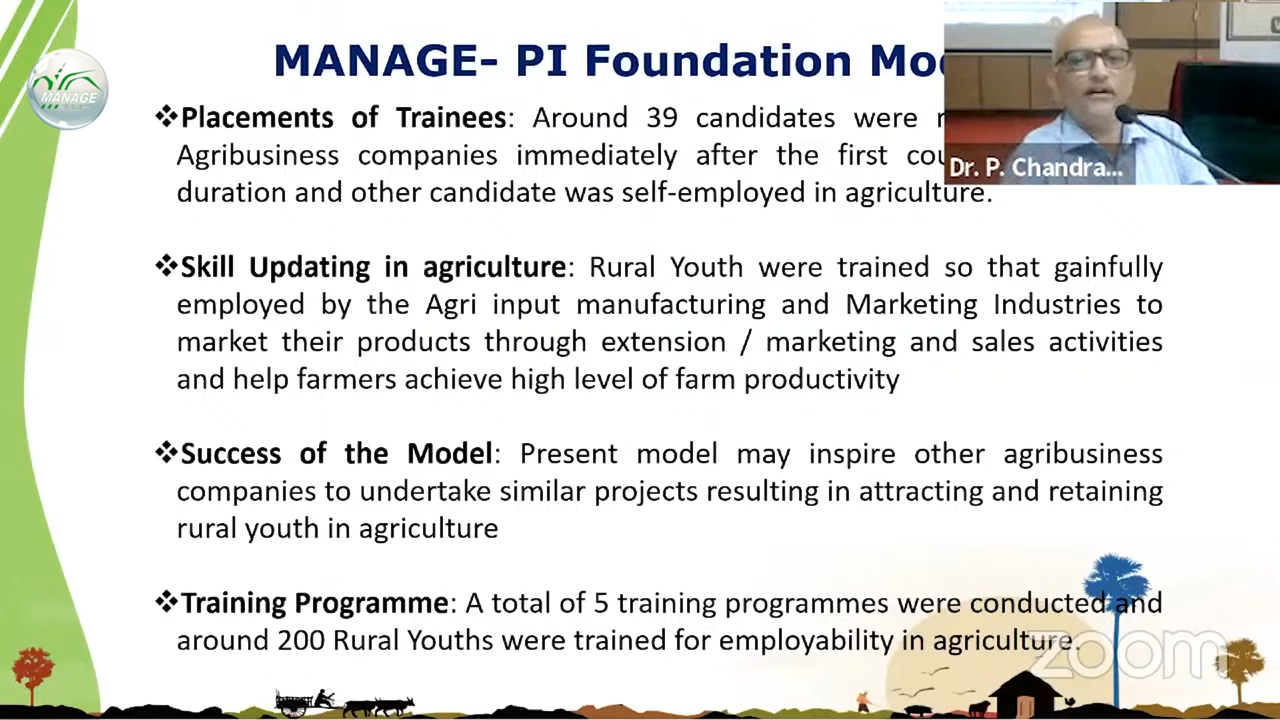 MANAGE- PI Foundation
MANAGE
❖Placements of Trainees: Around 39 candidates were
Agribusiness companies immediately after the first
duration and other candidate was self-employed in agriculture.
Dr. P. Chandra...
❖Skill Updating in agriculture: Rural Youth were trained so that gainfully
employed by the Agri input manufacturing and Marketing Industries to
market their products through extension / marketing and sales activities
and help farmers achieve high level of farm productivity
❖Success of the Model: Present model may inspire other agribusiness
companies to undertake similar projects resulting in attracting and retaining
rural youth in agriculture
❖Training Programme: A total of 5 training programmes were conducted and
around 200 Rural Youths were trained for employability in agriculture.
zoom